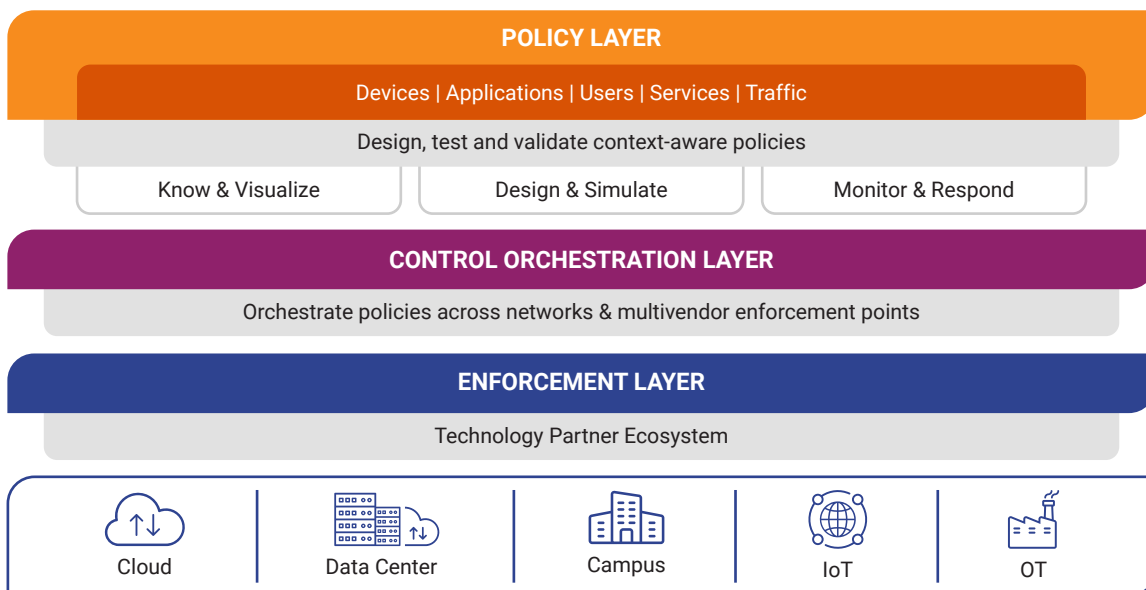 POLICY LAYER
Devices | Applications | Users | Services | Traffic
Design, test and validate context-aware policies
Know & Visualize
Design & Simulate
Monitor & Respond
CONTROL ORCHESTRATION LAYER
Orchestrate policies across networks & multivendor enforcement points
ENFORCEMENT LAYER
Technology Partner Ecosystem
Cloud
Data Center
Campus
IoT
OT